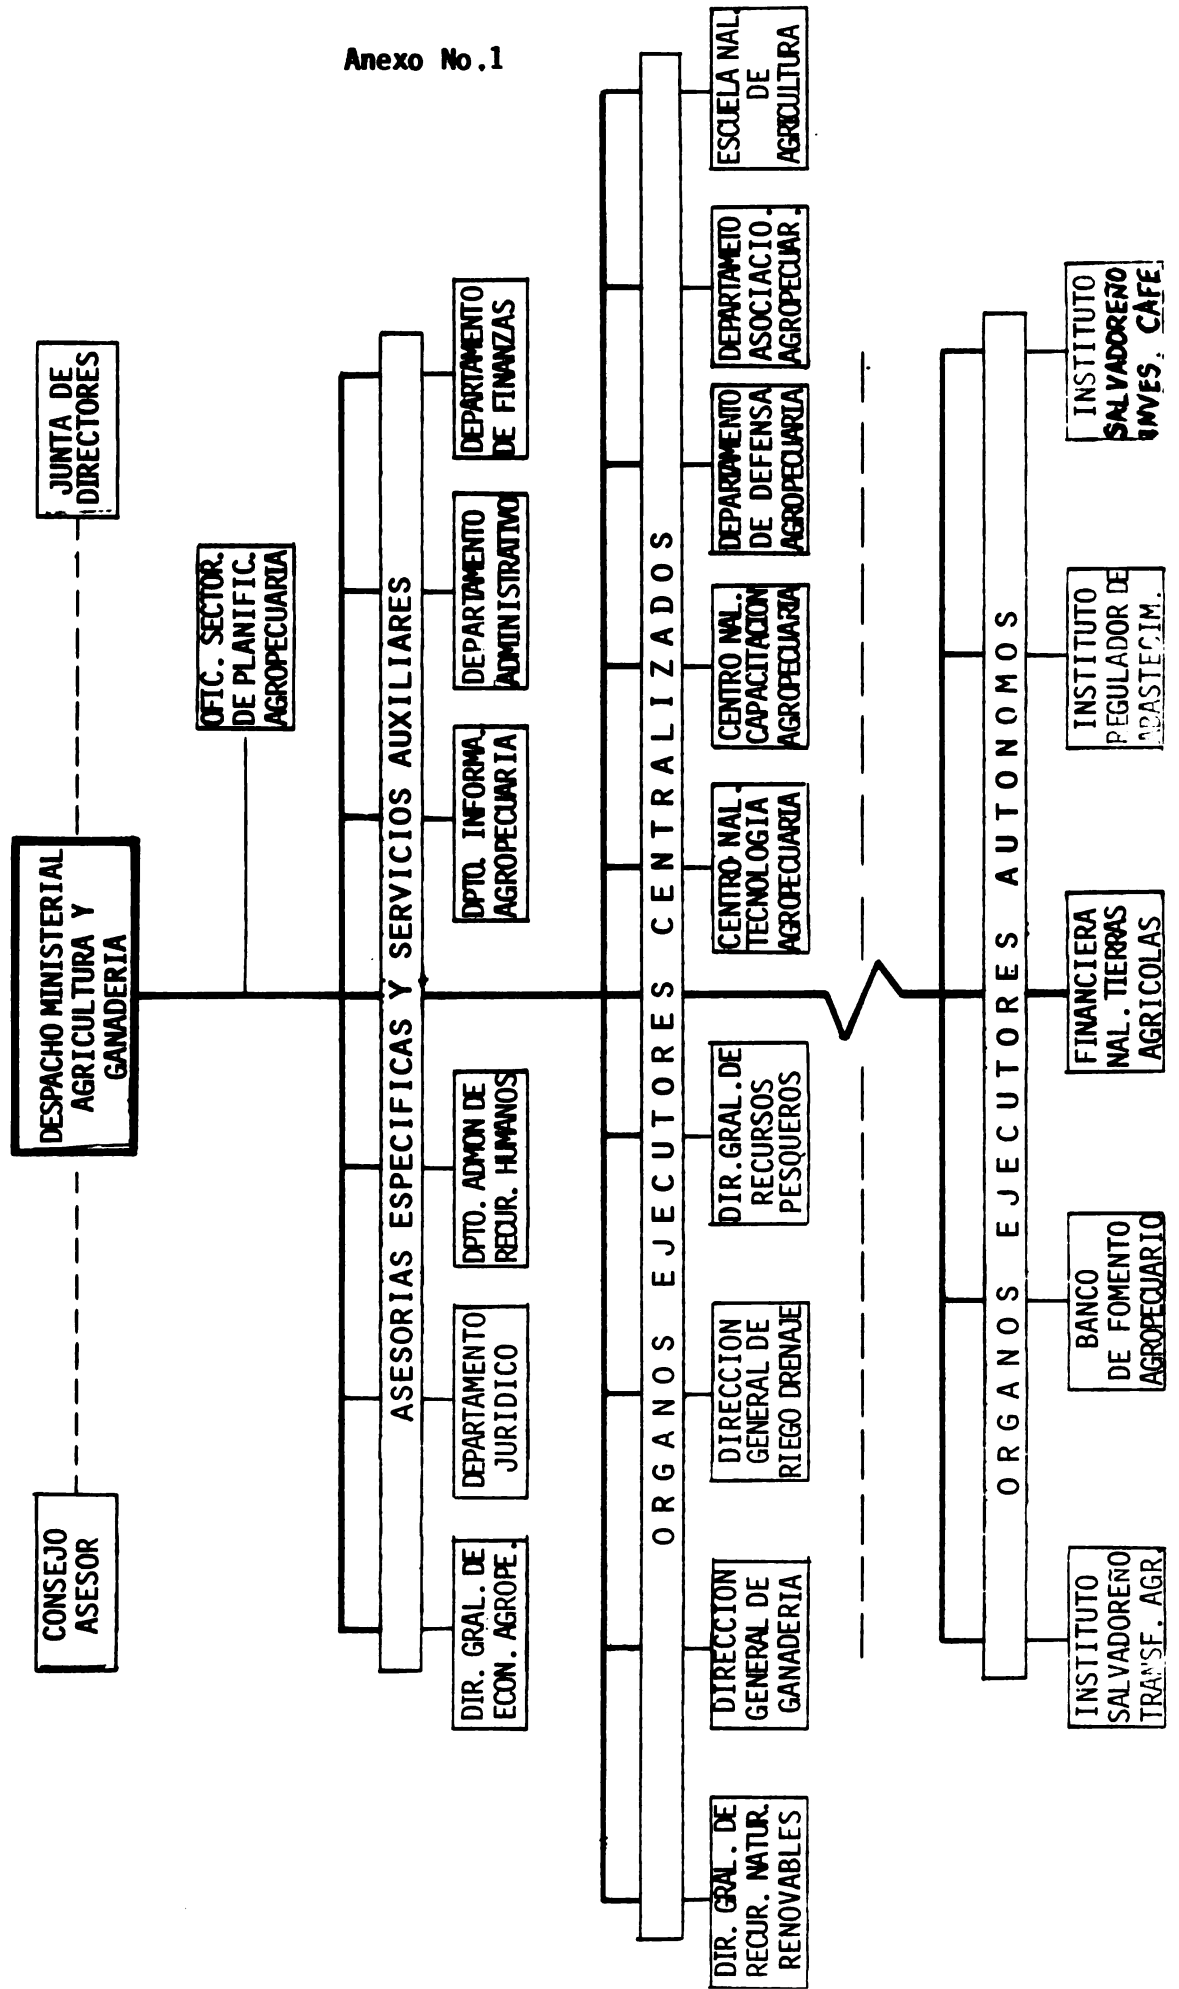 Anexo No.1
CONSEJO
ASESOR
DESPACHO MINISTERIAL
AGRICULTURA Y
GANADERIA
JUNTA DE
DIRECTORES
OFIC. SECTOR.
DE PLANIFIC.
AGROPECUARIA
ASESORIAS ESPECIFICAS Y SERVICIOS AUXILIARES
DIR. GRAL. DE
ECON. AGROPE.
DEPARTAMENTO
JURIDICO
DPTO. ADMON DE
RECUR. HUMANOS
DPTO. INFORMA.
AGROPECUARIA
DEPARTAMENTO
ADMINISTRATIVO
DEPARTAMENTO
DE FINANZAS
ORGANOS EJECUTORES CENTRALIZADOS
DIR. GRAL. DE
RECUR. NATUR.
RENOVABLES
DIRECCION
GENERAL DE
GANADERIA
DIRECCION
GENERAL DE
RIEGO DRENAJE
DIR.GRAL.DE
RECURSOS
PESQUEROS
CENTRO NAL.
TECNOLOGIA
AGROPECUARIA
CENTRO NAL.
CAPACITACION
AGROPECUARIA
DEPARTAMENTO
DE DEFENSA
AGROPECUARIA
DEPARTAMETO
ASOCIACIO.
AGROPECUAR.
ESCUELA NAL.
DE
AGRICULTURA
ORGANOS EJECUTORES AUTONOMOS
INSTITUTO
SALVADOREÑO
TRANSF. AGR.
BANCO
DE FOMENTO
AGROPECUARIO
FINANCIERA
NAL. TIERRAS
AGRICOLAS
INSTITUTO
REGULADOR DE
ABASTECIM.
INSTITUTO
SALVADOREÑO
INVES. CAFE